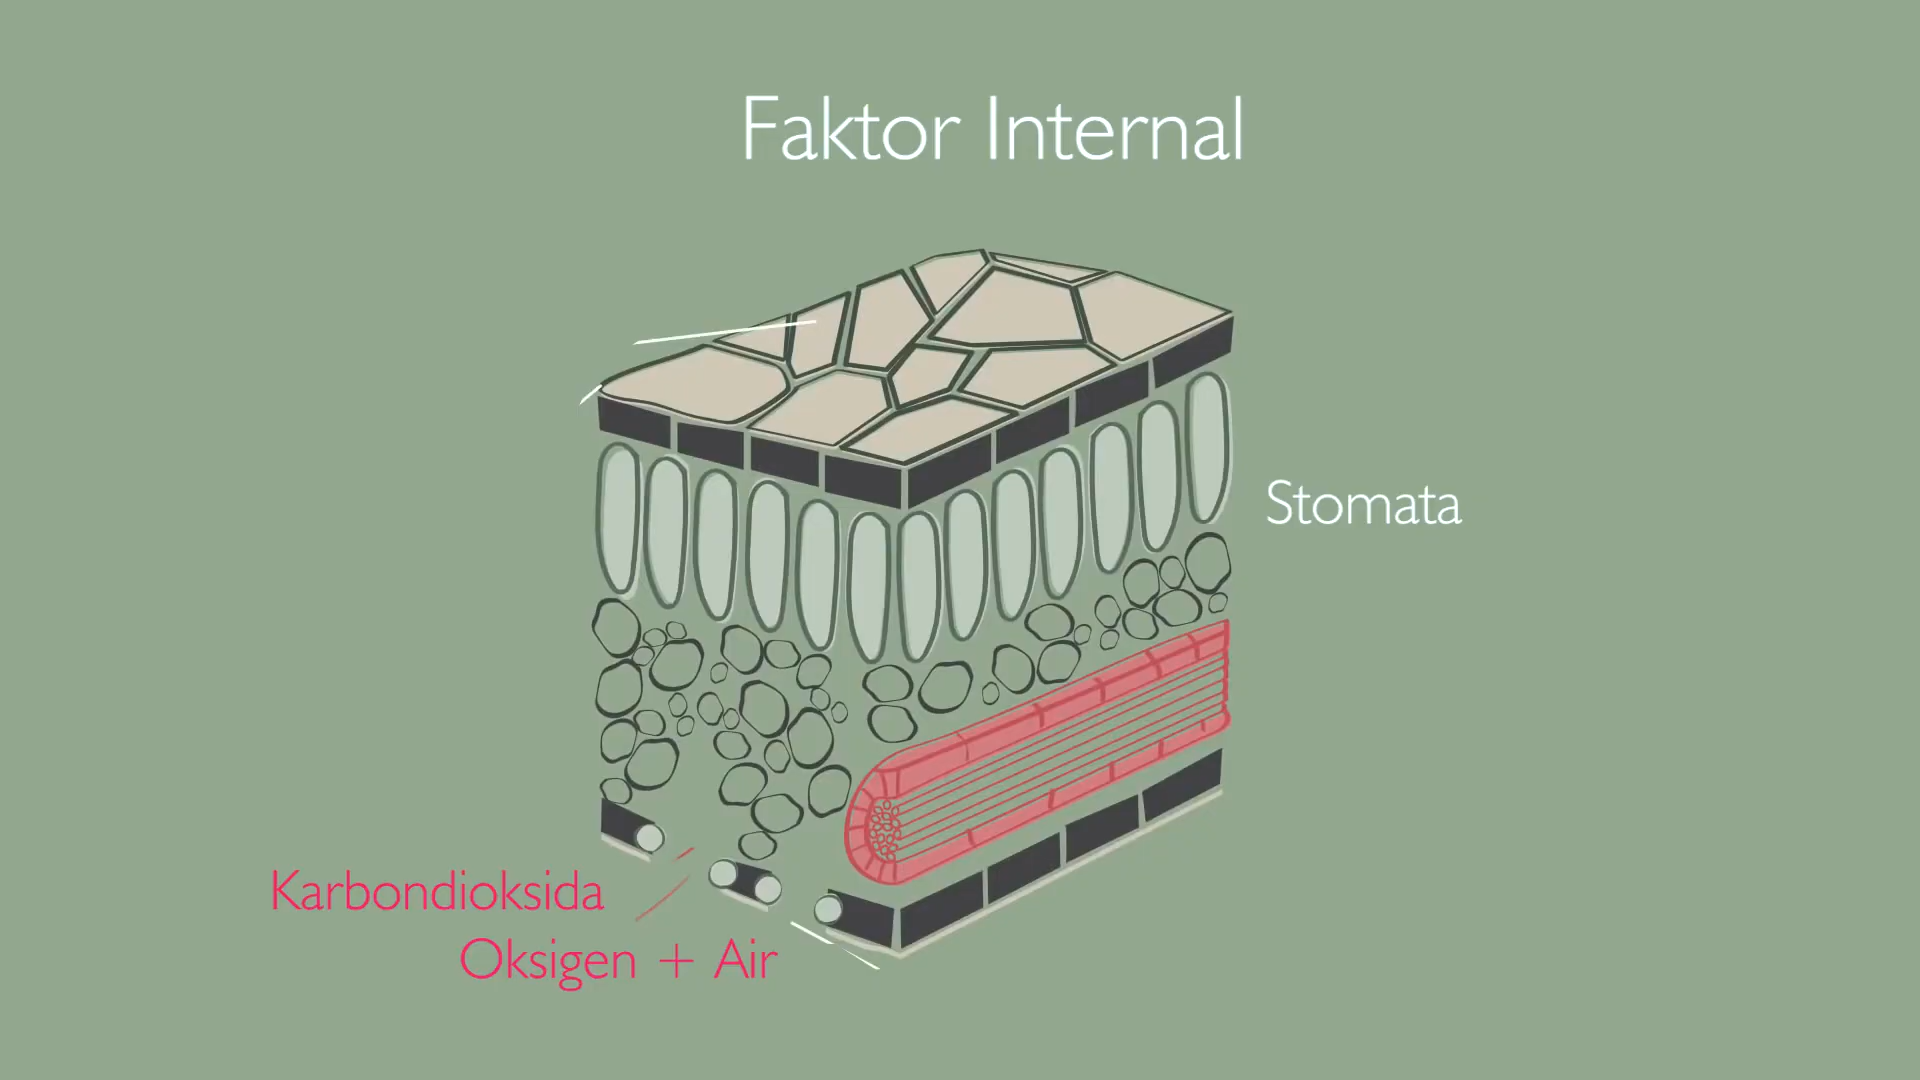 Faktor Internal
Stomata
Karbondioksida
Oksigen + Air